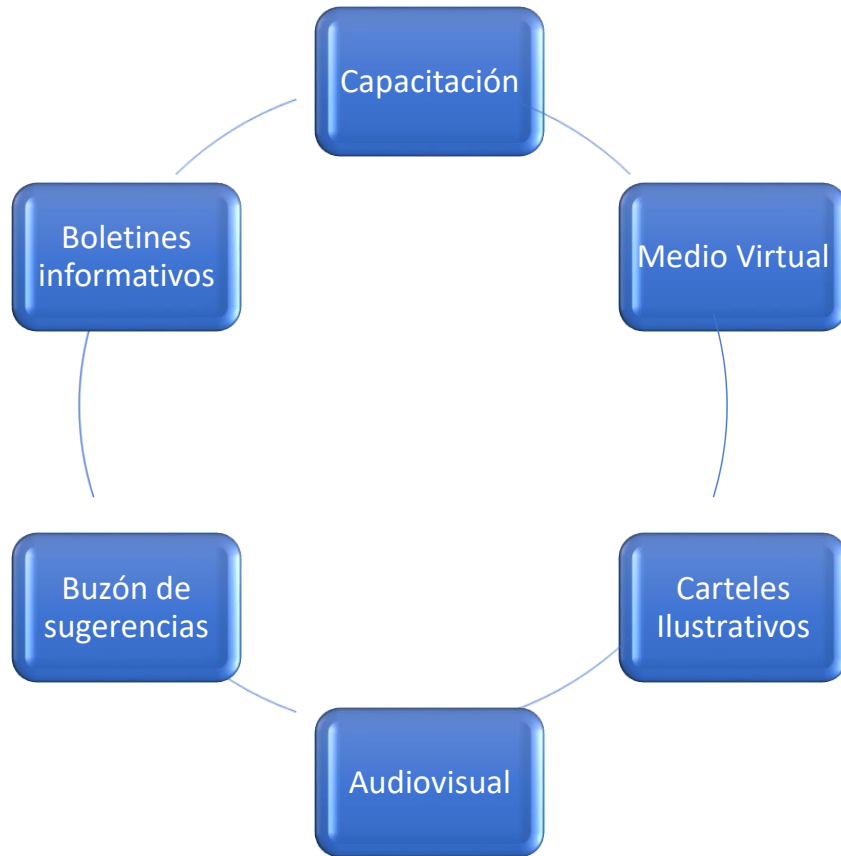 Capacitación
Medio Virtual
Carteles
Ilustrativos
Audiovisual
Buzón de
sugerencias
Boletines
informativos